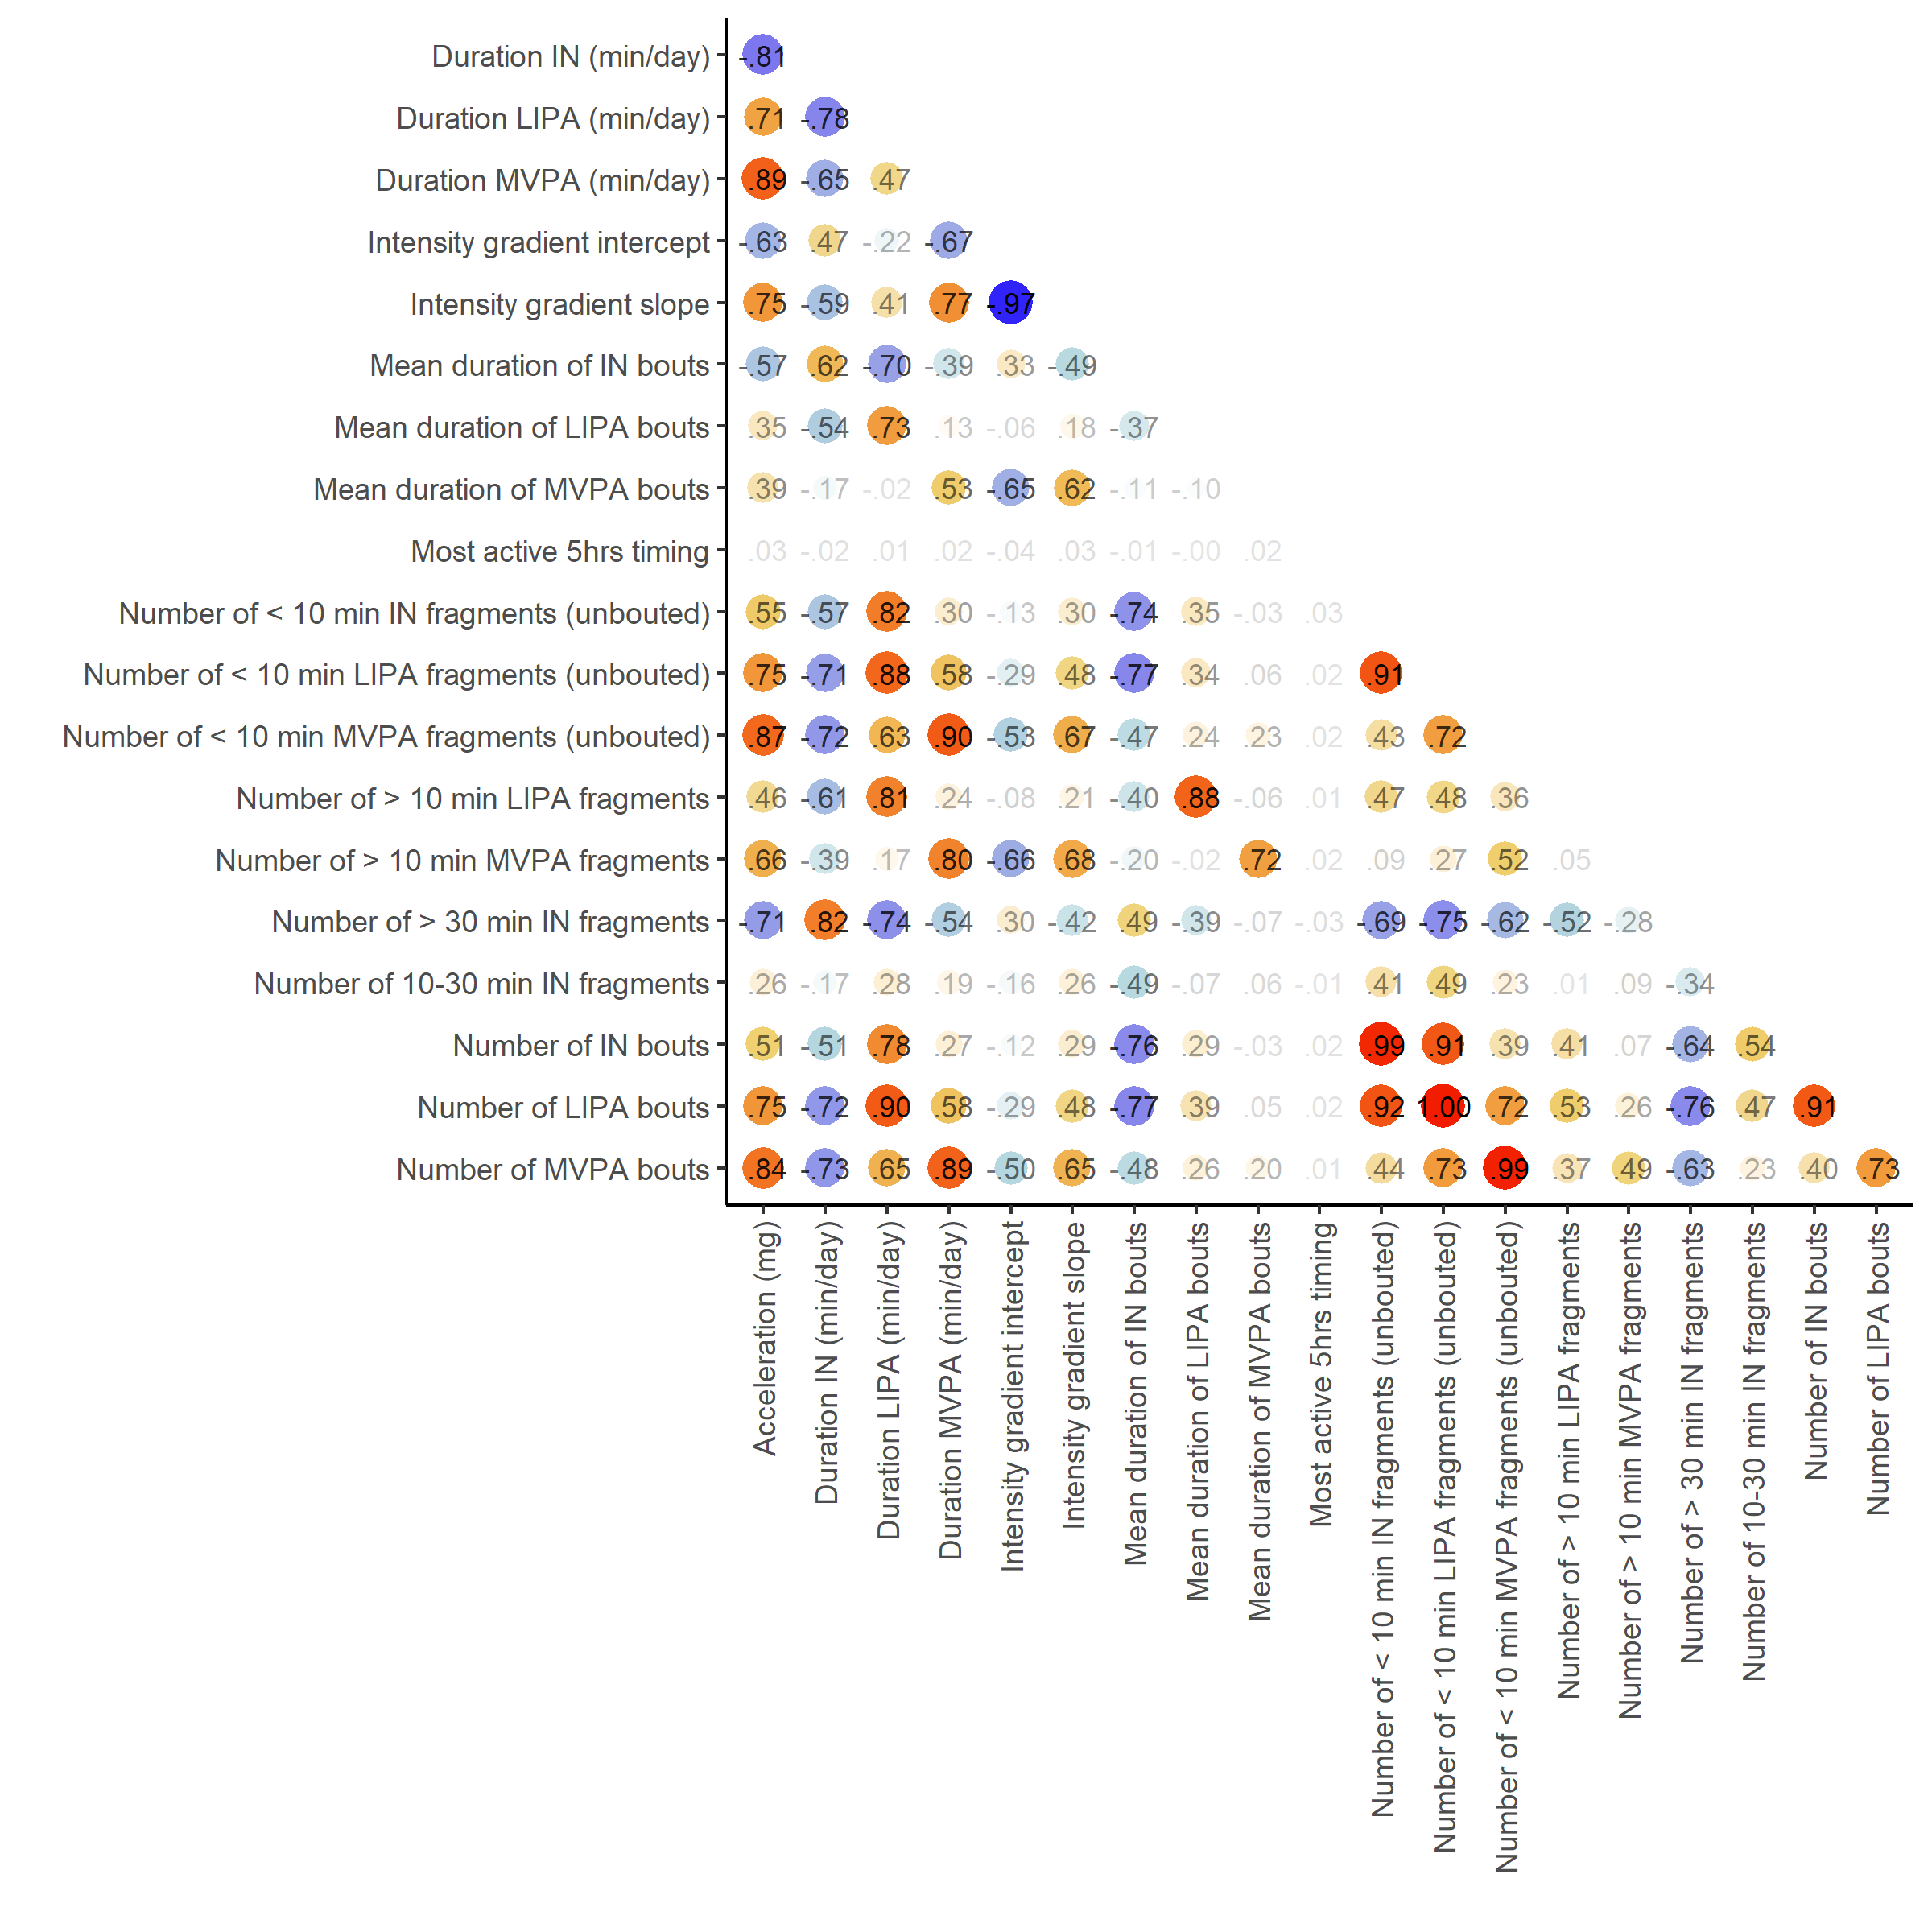 Duration IN (min/day) -.81
Duration LIPA (min/day) .71 -.78
Duration MVPA (min/day) .89 -.65 .47
Intensity gradient intercept -.63 .47 -.22 -.67
Intensity gradient slope .75 -.59 .41 .77 -.97
Mean duration of IN bouts -.57 .62 -.70 -.39 .33 -.49
Mean duration of LIPA bouts .35 -.54 .73 .13 -.06 .18 -.37
Mean duration of MVPA bouts .39 -.17 -.02 .53 -.65 .62 -.11 -.10
Most active 5hrs timing .03 -.02 .01 .02 -.04 .03 -.01 -.00 .02
Number of < 10 min IN fragments (unbouted) .55 -.57 .82 .30 -.13 .30 -.74 .35 -.03 .03
Number of < 10 min LIPA fragments (unbouted) .75 -.71 .88 .58 -.29 .48 -.77 .34 .06 .02 .91
Number of < 10 min MVPA fragments (unbouted) .87 -.72 .63 .90 -.53 .67 -.47 .24 .23 .02 .43 .72
Number of > 10 min LIPA fragments .46 -.61 .81 .24 -.08 .21 -.40 .88 -.06 .01 .47 .48 .36
Number of > 10 min MVPA fragments .66 -.39 .17 .80 -.66 .68 -.20 -.02 .72 .02 .09 .27 .52 .05
Number of > 30 min IN fragments -.71 .82 -.74 -.54 .30 -.42 .49 -.39 -.07 -.03 -.69 -.75 -.62 -.52 -.28
Number of 10-30 min IN fragments .26 -.17 .28 .19 -.16 .26 -.49 -.07 .06 -.01 .41 .49 .23 .01 .09 -.34
Number of IN bouts .51 -.51 .78 .27 -.12 .29 -.76 .29 -.03 .02 .99 .91 .39 .41 .07 -.64 .54
Number of LIPA bouts .75 -.72 .90 .58 -.29 .48 -.77 .39 .05 .02 .92 1.00 .72 .53 .26 -.76 .47 .91
Number of MVPA bouts .84 -.73 .65 .89 -.50 .65 -.48 .26 .20 .01 .44 .73 .99 .37 .49 -.63 .23 .40 .73
Acceleration (mg)
Duration IN (min/day)
Duration LIPA (min/day)
Duration MVPA (min/day)
Intensity gradient intercept
Intensity gradient slope
Mean duration of IN bouts
Mean duration of LIPA bouts
Mean duration of MVPA bouts
Most active 5hrs timing
Number of < 10 min IN fragments (unbouted)
Number of < 10 min LIPA fragments (unbouted)
Number of < 10 min MVPA fragments (unbouted)
Number of > 10 min LIPA fragments
Number of > 10 min MVPA fragments
Number of > 30 min IN fragments
Number of 10-30 min IN fragments
Number of IN bouts
Number of LIPA bouts